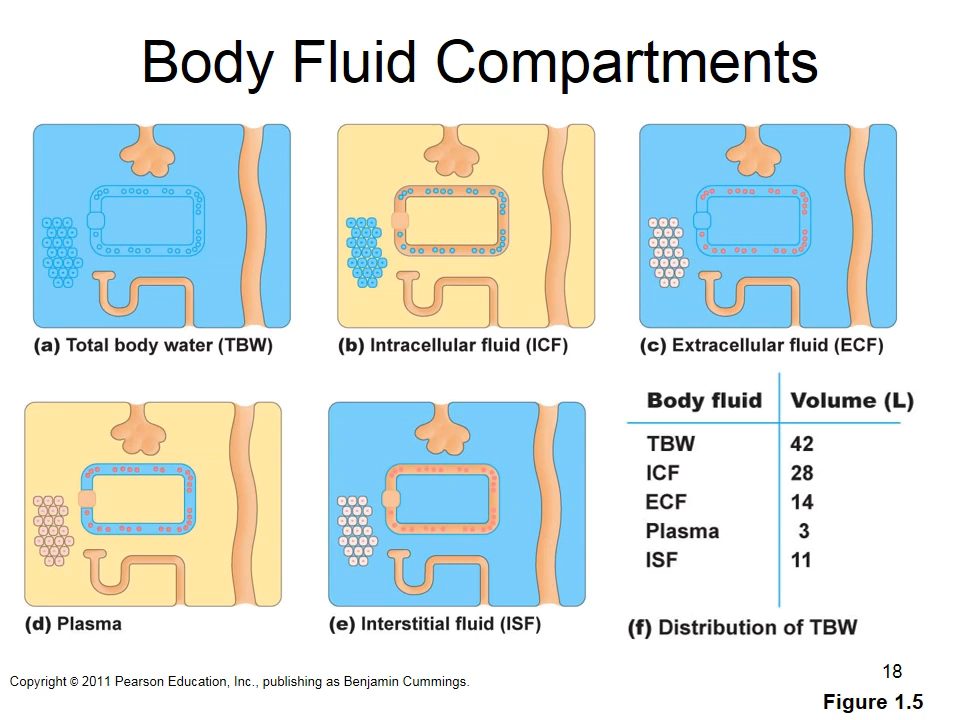 Body Fluid Compartments
(a) Total body water (TBW)
(b) Intracellular fluid (ICF)
(c) Extracellular fluid (ECF)
Body fluid Volume (L)
TBW 42
ICF 28
ECF 14
Plasma 3
ISF 11
(d) Plasma
(e) Interstitial fluid (ISF)
(f) Distribution of TBW
18
Copyright © 2011 Pearson Education, Inc., publishing as Benjamin Cummings.
Figure 1.5